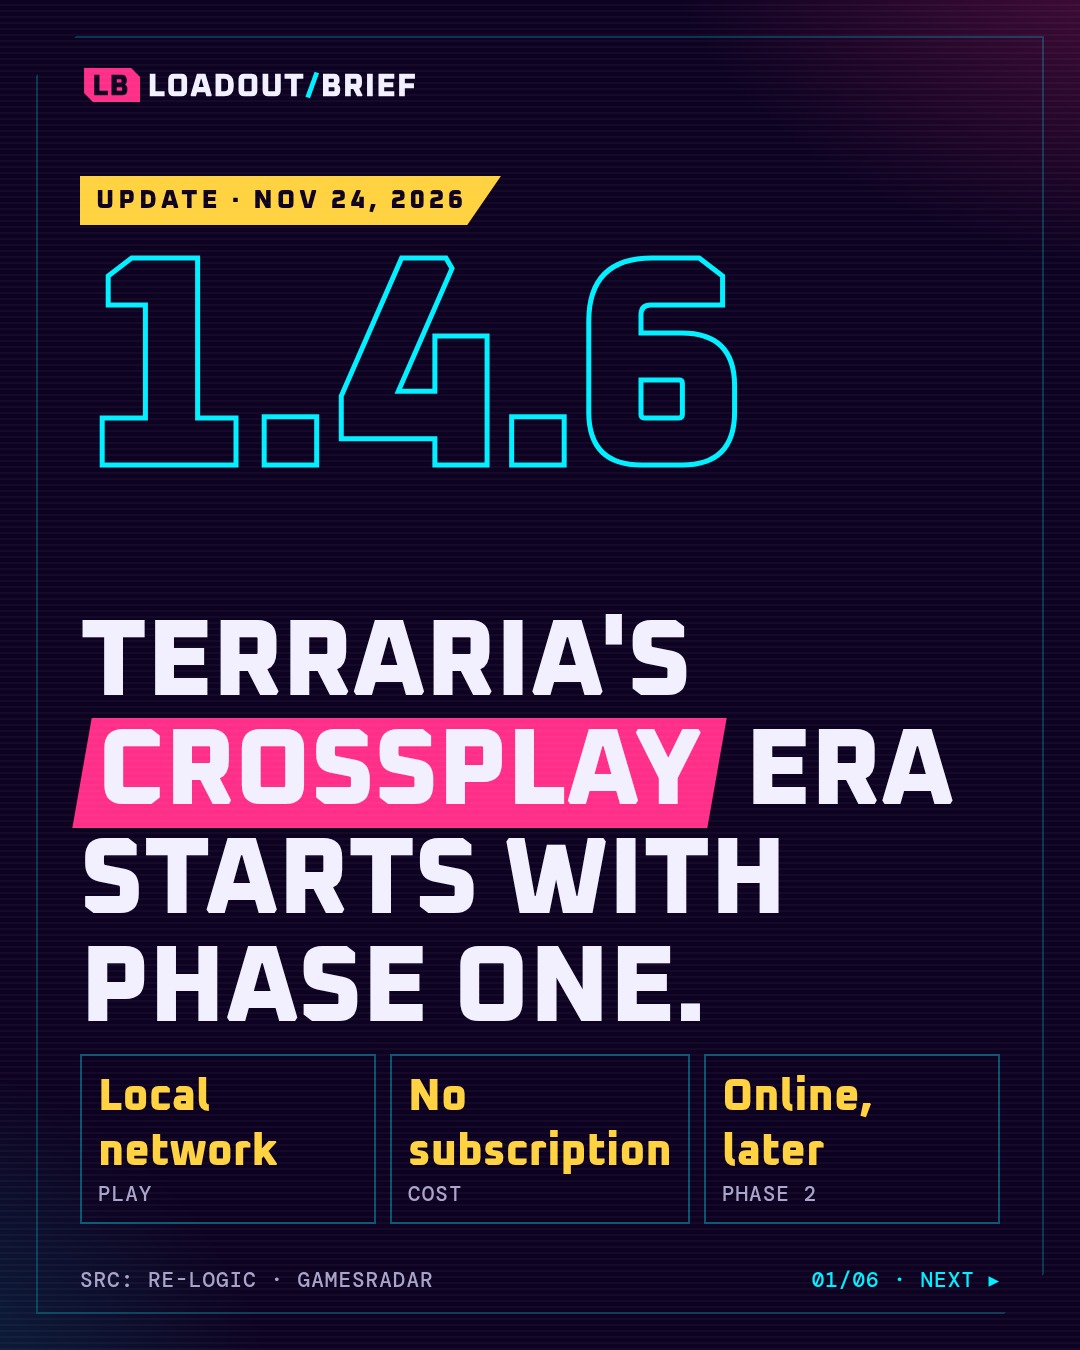 LB LOADOUT/BRIEF
UPDATE · NOV 24, 2026
1.4.6
TERRARIA'S
CROSSPLAY ERA
STARTS WITH
PHASE ONE.
Local
network
PLAY
No
subscription
COST
Online,
later
PHASE 2
SRC: RE-LOGIC · GAMESRADAR
01/06 · NEXT ▶